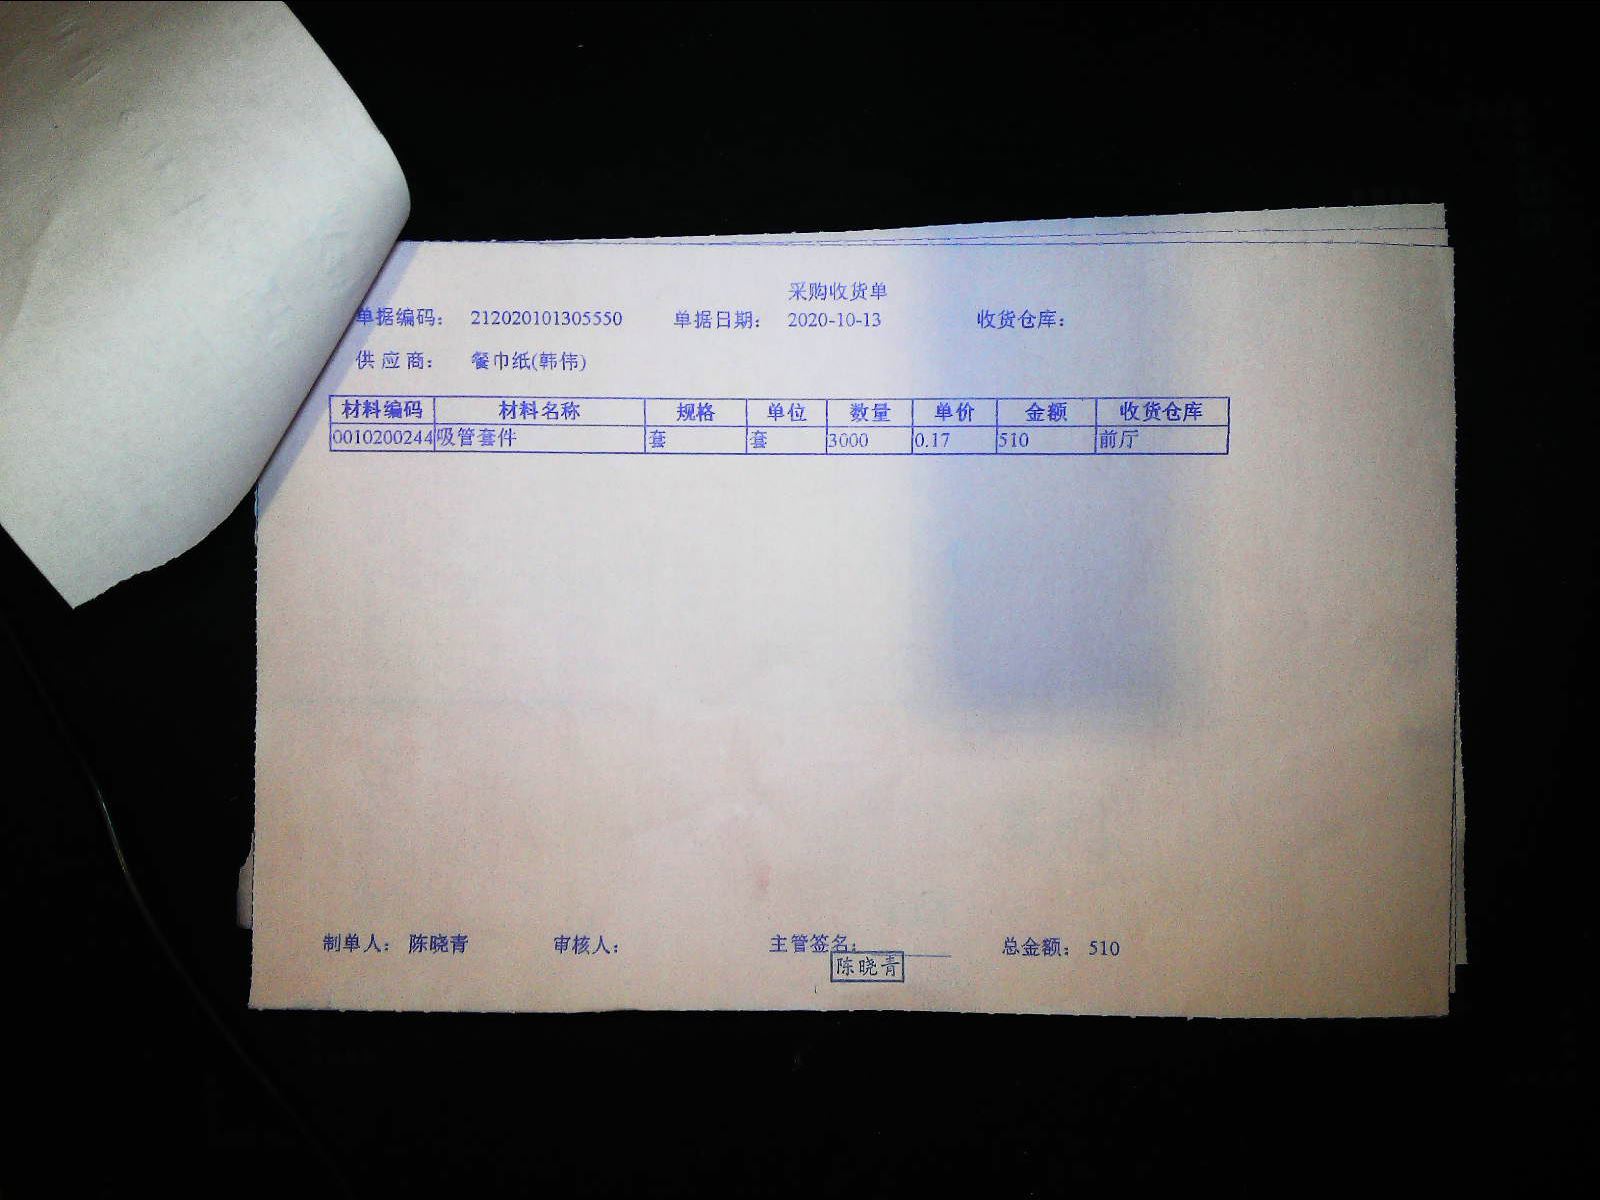 采购收货单
单据编码： 212020101305550 单据日期： 2020-10-13 收货仓库：
供应商： 餐巾纸(韩伟)
材料编码 材料名称 规格 单位 数量 单价 金额 收货仓库
0010200244 吸管套件 套 套 3000 0.17 510 前厅
制单人： 陈晓青 审核人： 主管签名： 总金额： 510
陈晓青